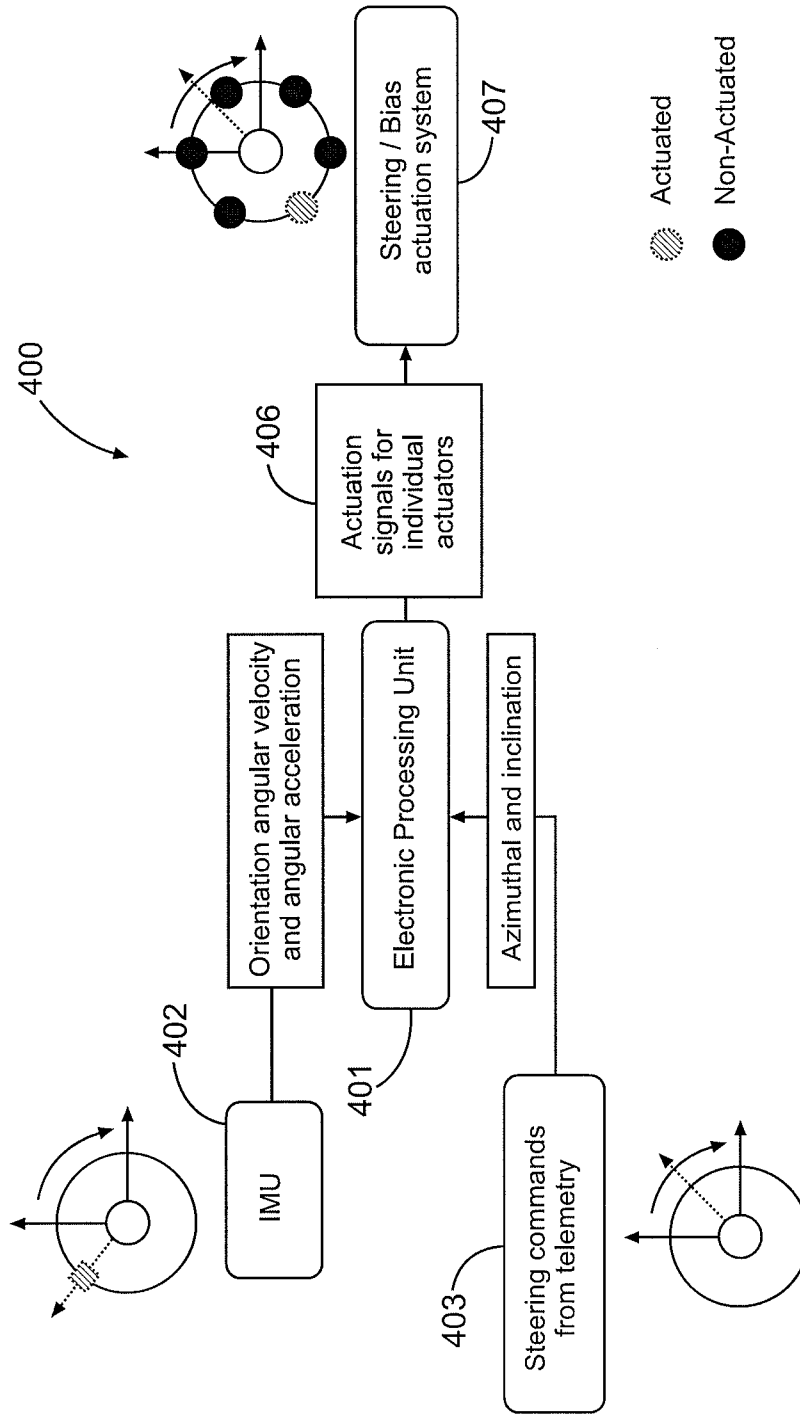 400
402
IMU
Orientation angular velocity
and angular acceleration
401
Electronic Processing Unit
Azimuthal and inclination
403
Steering commands
from telemetry
406
Actuation
signals for
individual
actuators
Steering / Bias
actuation system
407
Actuated
Non-Actuated